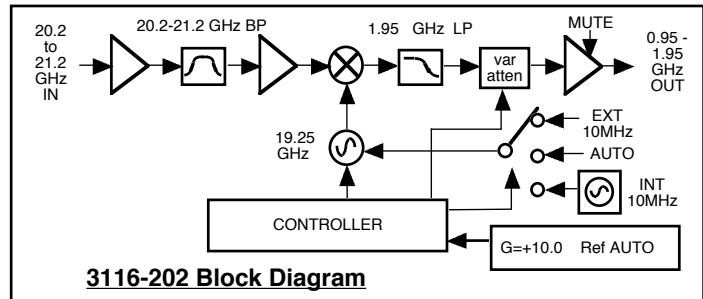 20.2
to
21.2
GHz
IN
20.2-21.2 GHz BP
1.95 GHz LP
var
atten
MUTE
0.95 -
1.95
GHz
OUT
19.25
GHz
EXT
10MHz
AUTO
INT
10MHz
CONTROLLER
G=+10.0 Ref AUTO
3116-202 Block Diagram